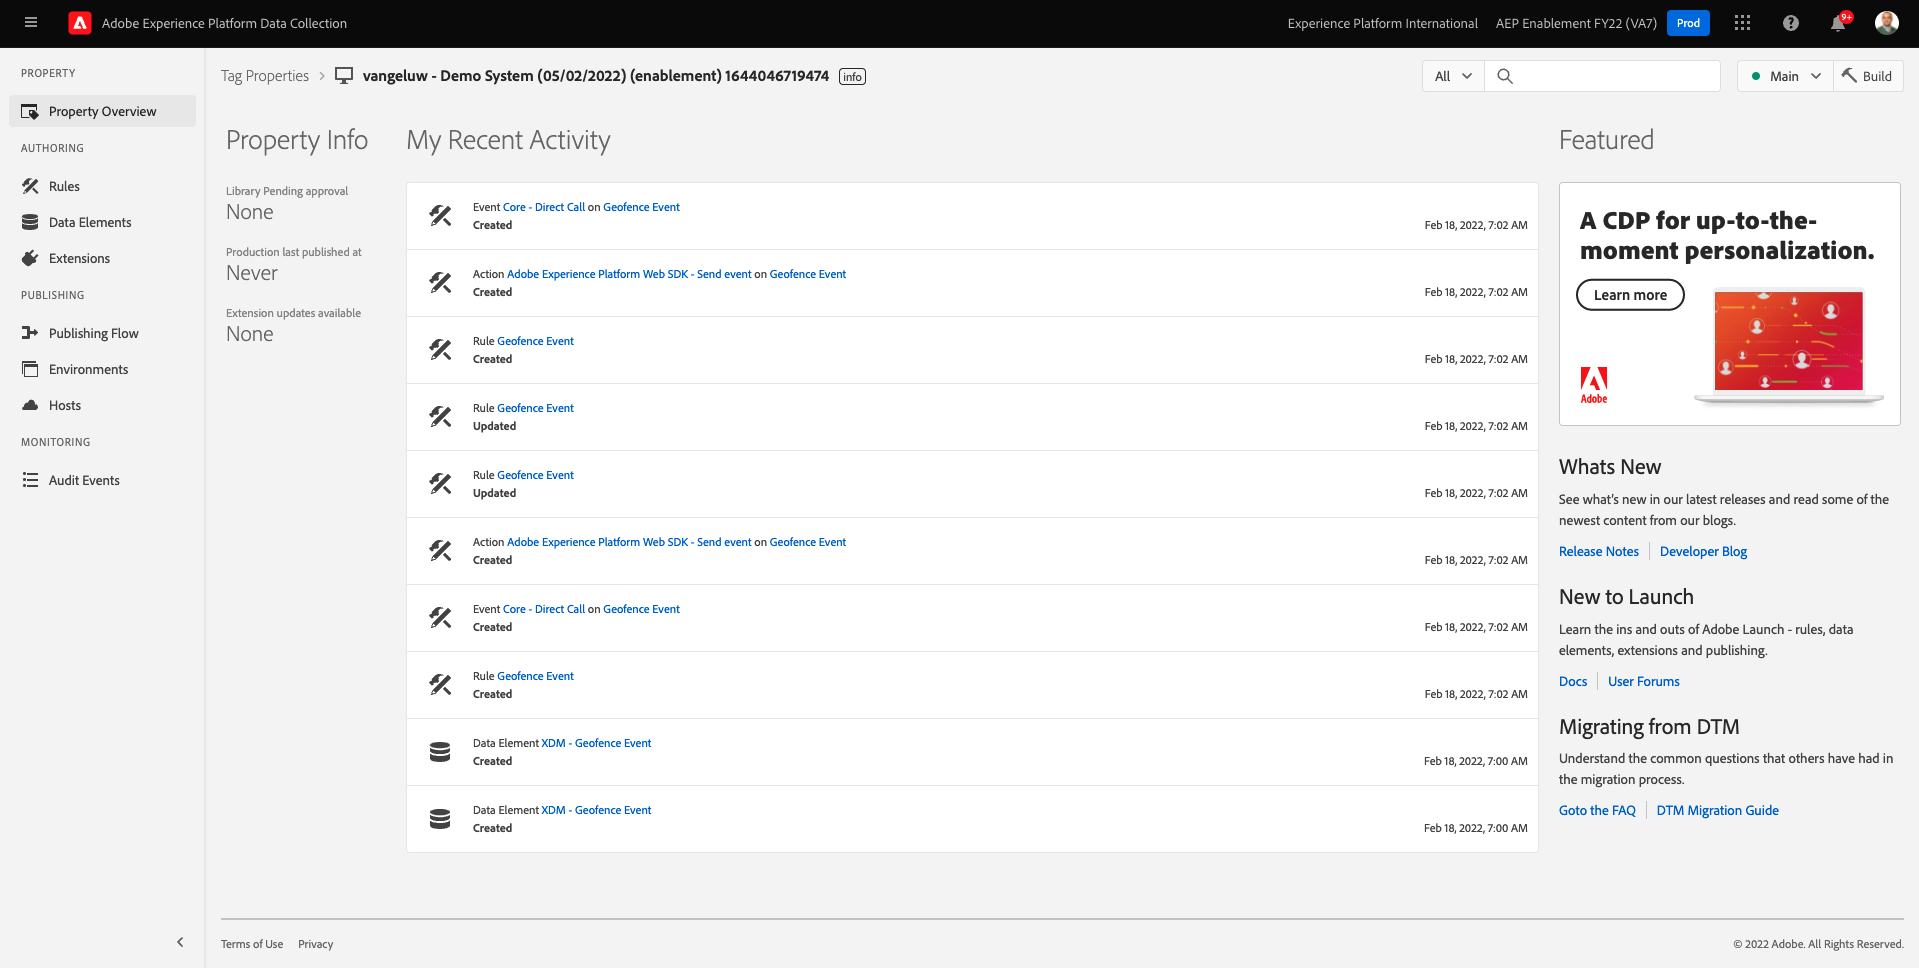 Adobe Experience Platform Data Collection
Experience Platform International
AEP Enablement FY22 (VA7)
Prod
9+
PROPERTY
Property Overview
AUTHORING
Rules
Data Elements
Extensions
PUBLISHING
Publishing Flow
Environments
Hosts
MONITORING
Audit Events
Tag Properties
vangeluw - Demo System (05/02/2022) (enablement) 1644046719474
info
All
Main
Build
Property Info
Library Pending approval
None
Production last published at
Never
Extension updates available
None
My Recent Activity
Event Core - Direct Call on Geofence Event
Created
Feb 18, 2022, 7:02 AM
Action Adobe Experience Platform Web SDK - Send event on Geofence Event
Created
Feb 18, 2022, 7:02 AM
Rule Geofence Event
Created
Feb 18, 2022, 7:02 AM
Rule Geofence Event
Updated
Feb 18, 2022, 7:02 AM
Rule Geofence Event
Updated
Feb 18, 2022, 7:02 AM
Action Adobe Experience Platform Web SDK - Send event on Geofence Event
Created
Feb 18, 2022, 7:02 AM
Event Core - Direct Call on Geofence Event
Created
Feb 18, 2022, 7:02 AM
Rule Geofence Event
Created
Feb 18, 2022, 7:02 AM
Data Element XDM - Geofence Event
Created
Feb 18, 2022, 7:00 AM
Data Element XDM - Geofence Event
Created
Feb 18, 2022, 7:00 AM
Featured
A CDP for up-to-the-
moment personalization.
Learn more
Adobe
Whats New
See what's new in our latest releases and read some of the
newest content from our blogs.
Release Notes
Developer Blog
New to Launch
Learn the ins and outs of Adobe Launch - rules, data
elements, extensions and publishing.
Docs
User Forums
Migrating from DTM
Understand the common questions that others have had in
the migration process.
Goto the FAQ
DTM Migration Guide
Terms of Use
Privacy
© 2022 Adobe. All Rights Reserved.